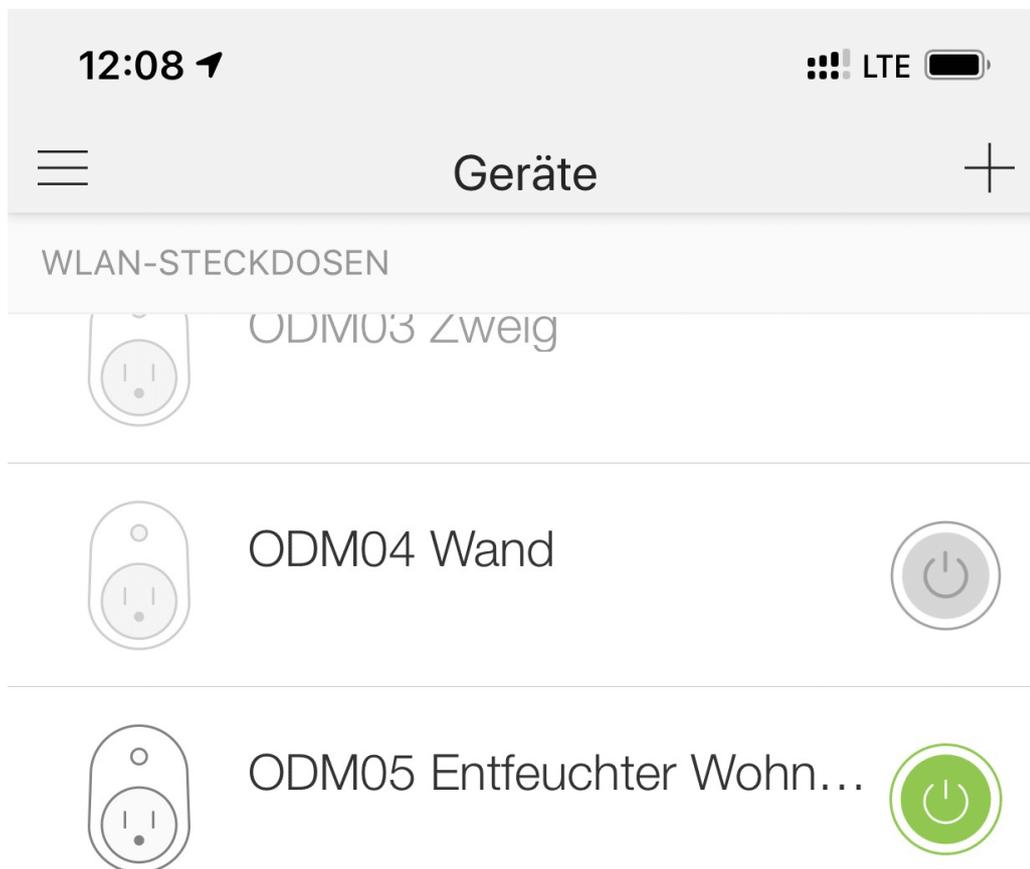 12:08
LTE
Geräte
WLAN-STECKDOSEN
ODM03 Zweig
ODM04 Wand
ODM05 Entfeuchter Wohn...